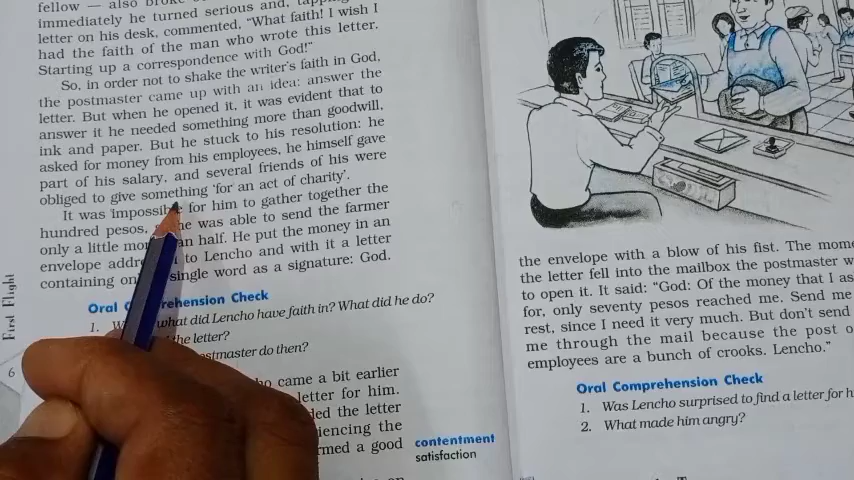 fellow — also broke
immediately he turned serious and, tapping
letter on his desk, commented, "What faith! I wish I
had the faith of the man who wrote this letter.
Starting up a correspondence with God!"
So, in order not to shake the writer's faith in God,
the postmaster came up with an idea: answer the
letter. But when he opened it, it was evident that to
answer it he needed something more than goodwill,
ink and paper. But he stuck to his resolution: he
asked for money from his employees, he himself gave
part of his salary, and several friends of his were
obliged to give something 'for an act of charity'.
It was impossible for him to gather together the
hundred pesos, he was able to send the farmer
only a little an half. He put the money in an
envelope to Lencho and with it a letter
containing single word as a signature: God.
Oral Comprehension Check
1. what did Lencho have faith in? What did he do?
the letter?
postmaster do then?
came a bit earlier
letter for him.
the letter
the
a good
contentment
satisfaction
First Flight
6
the envelope with a blow of his fist. The
the letter fell into the mailbox the postmaster
to open it. It said: "God: Of the money that I
for, only seventy pesos reached me. Send me
rest, since I need it very much. But don't send
me through the mail because the post
employees are a bunch of crooks. Lencho."
Oral Comprehension Check
1. Was Lencho surprised to find a letter for
2. What made him angry?